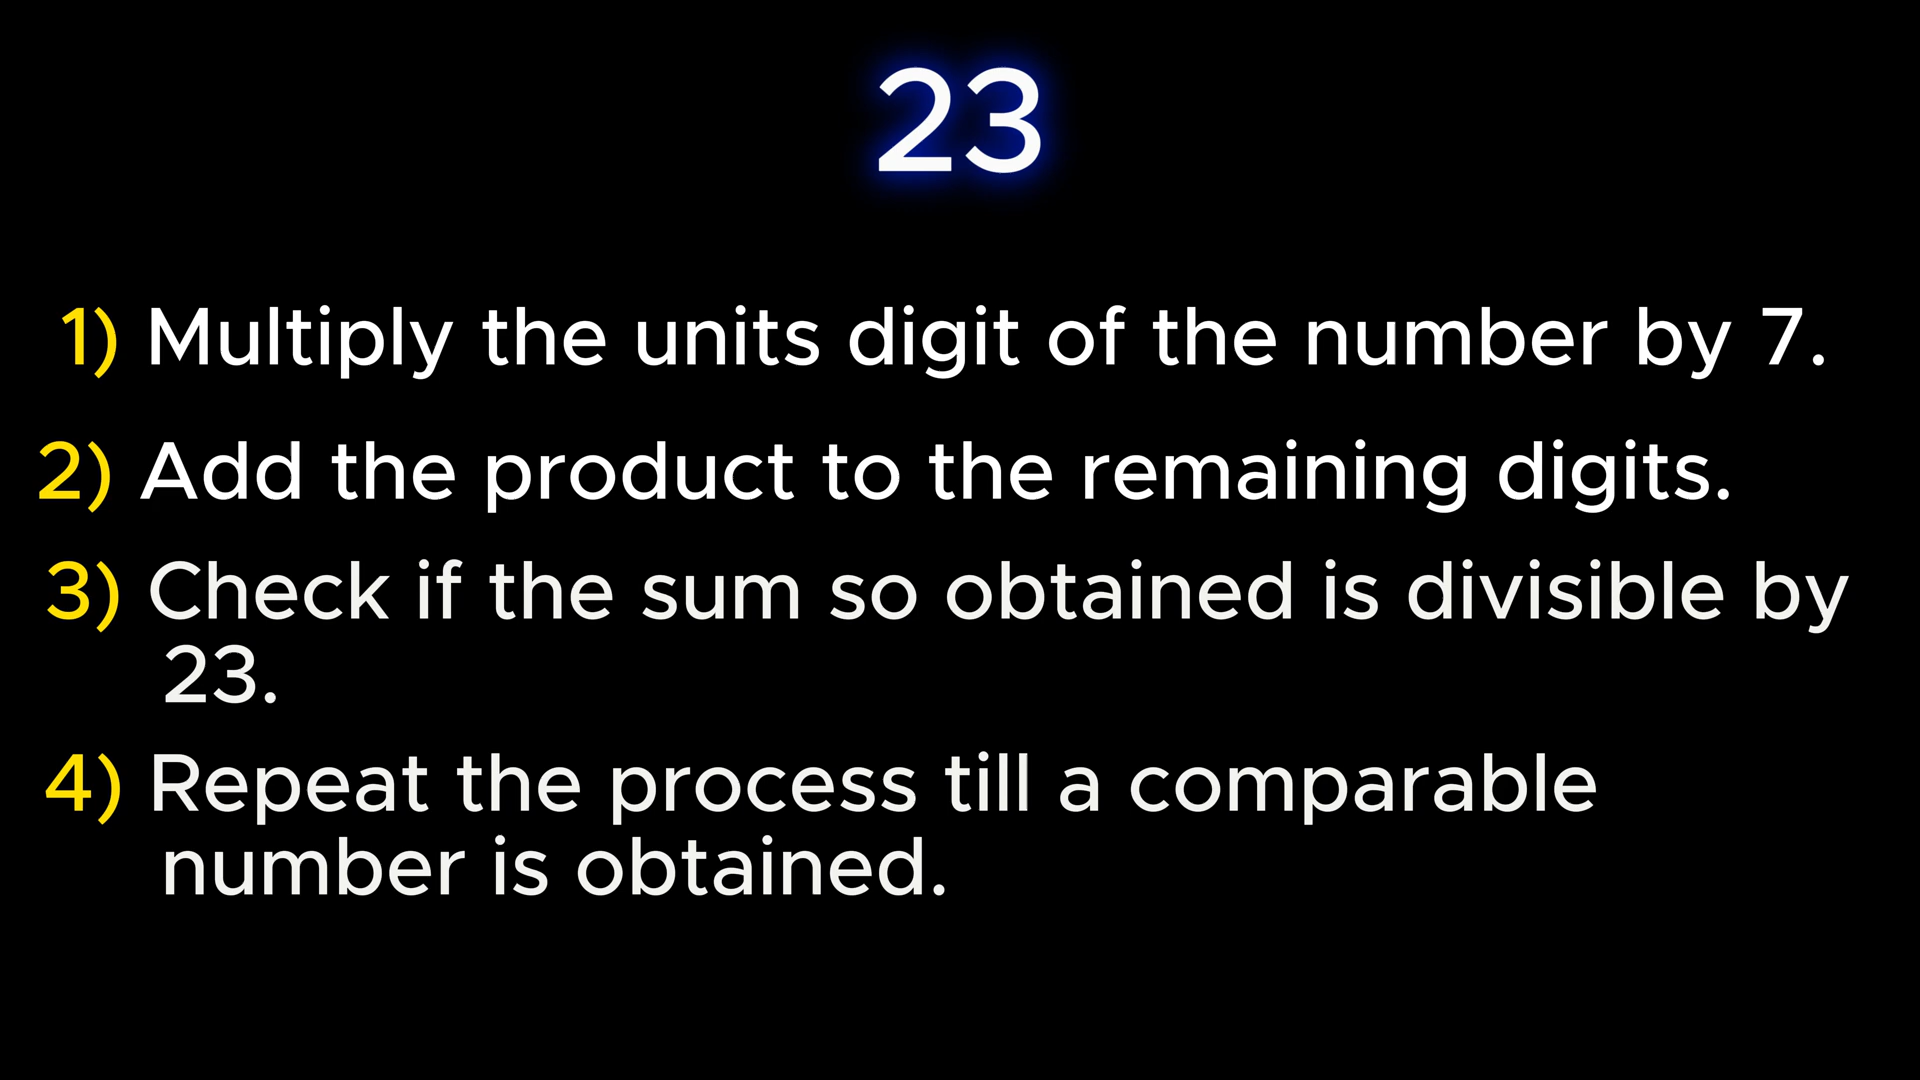 23
1) Multiply the units digit of the number by 7.
2) Add the product to the remaining digits.
3) Check if the sum so obtained is divisible by
23.
4) Repeat the process till a comparable
number is obtained.